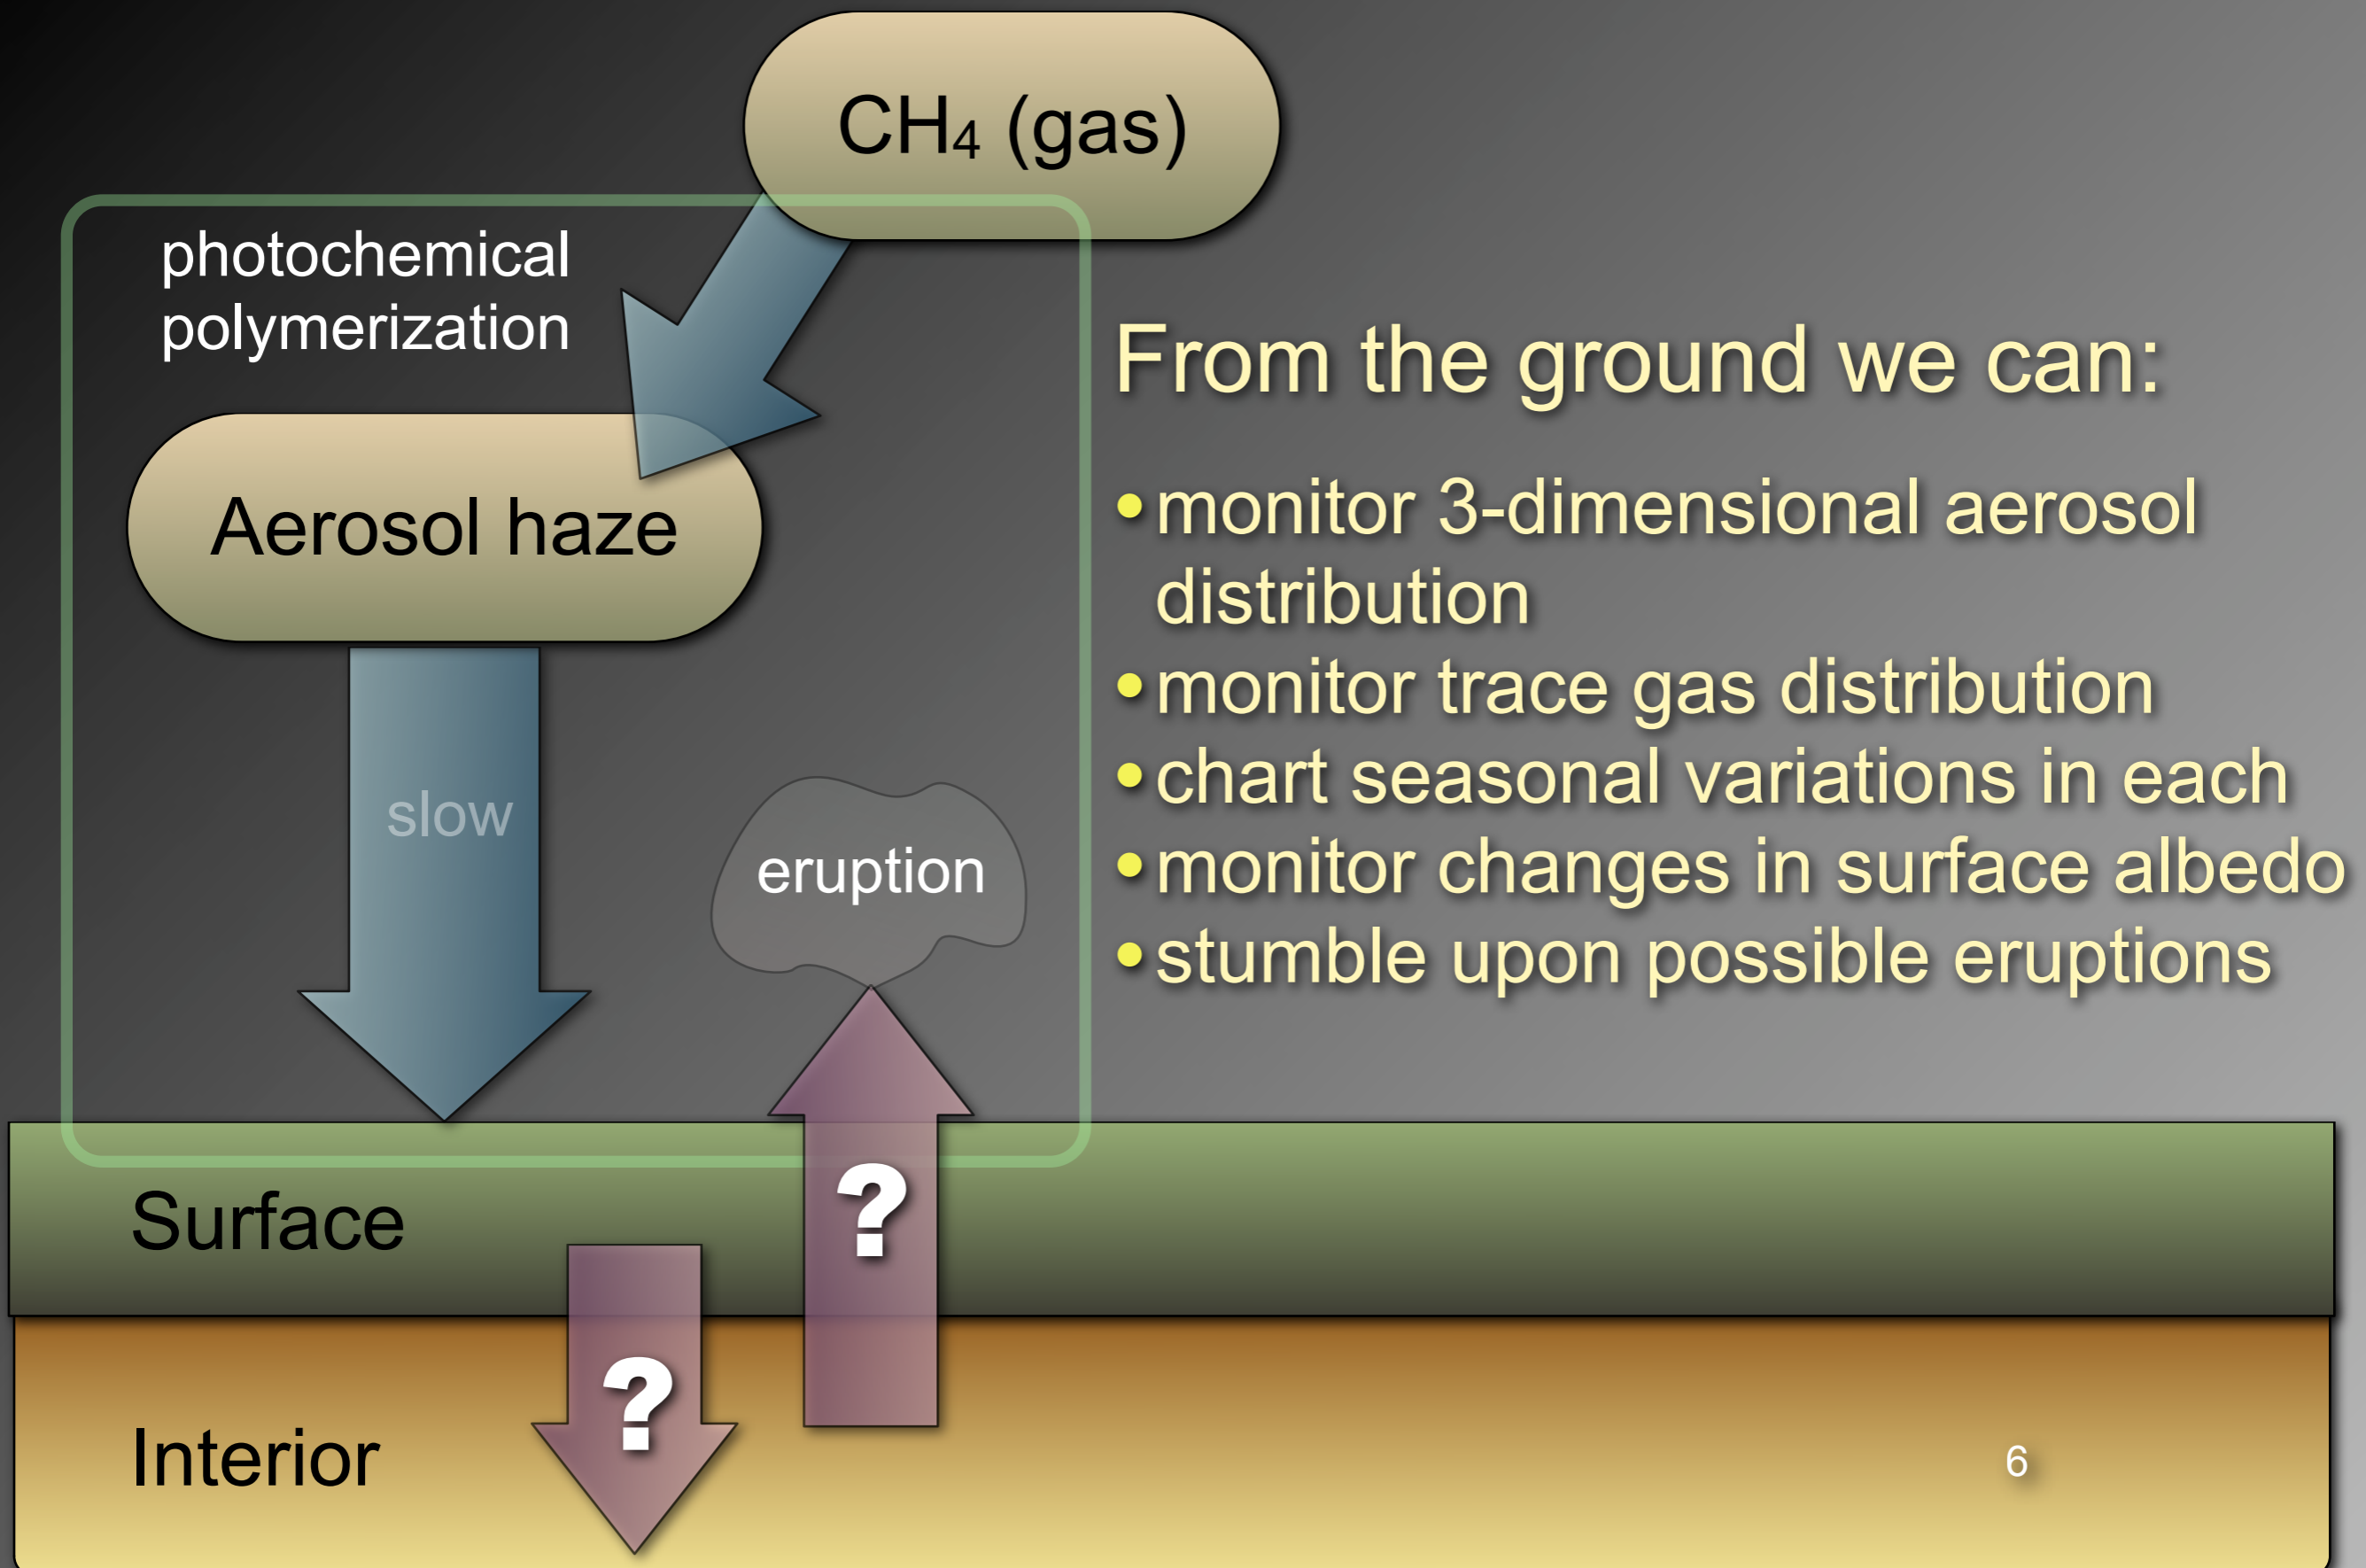 CH₄ (gas)
photochemical
polymerization
Aerosol haze
slow
eruption
From the ground we can:
• monitor 3-dimensional aerosol
distribution
• monitor trace gas distribution
• chart seasonal variations in each
• monitor changes in surface albedo
• stumble upon possible eruptions
Surface
?
?
Interior
6